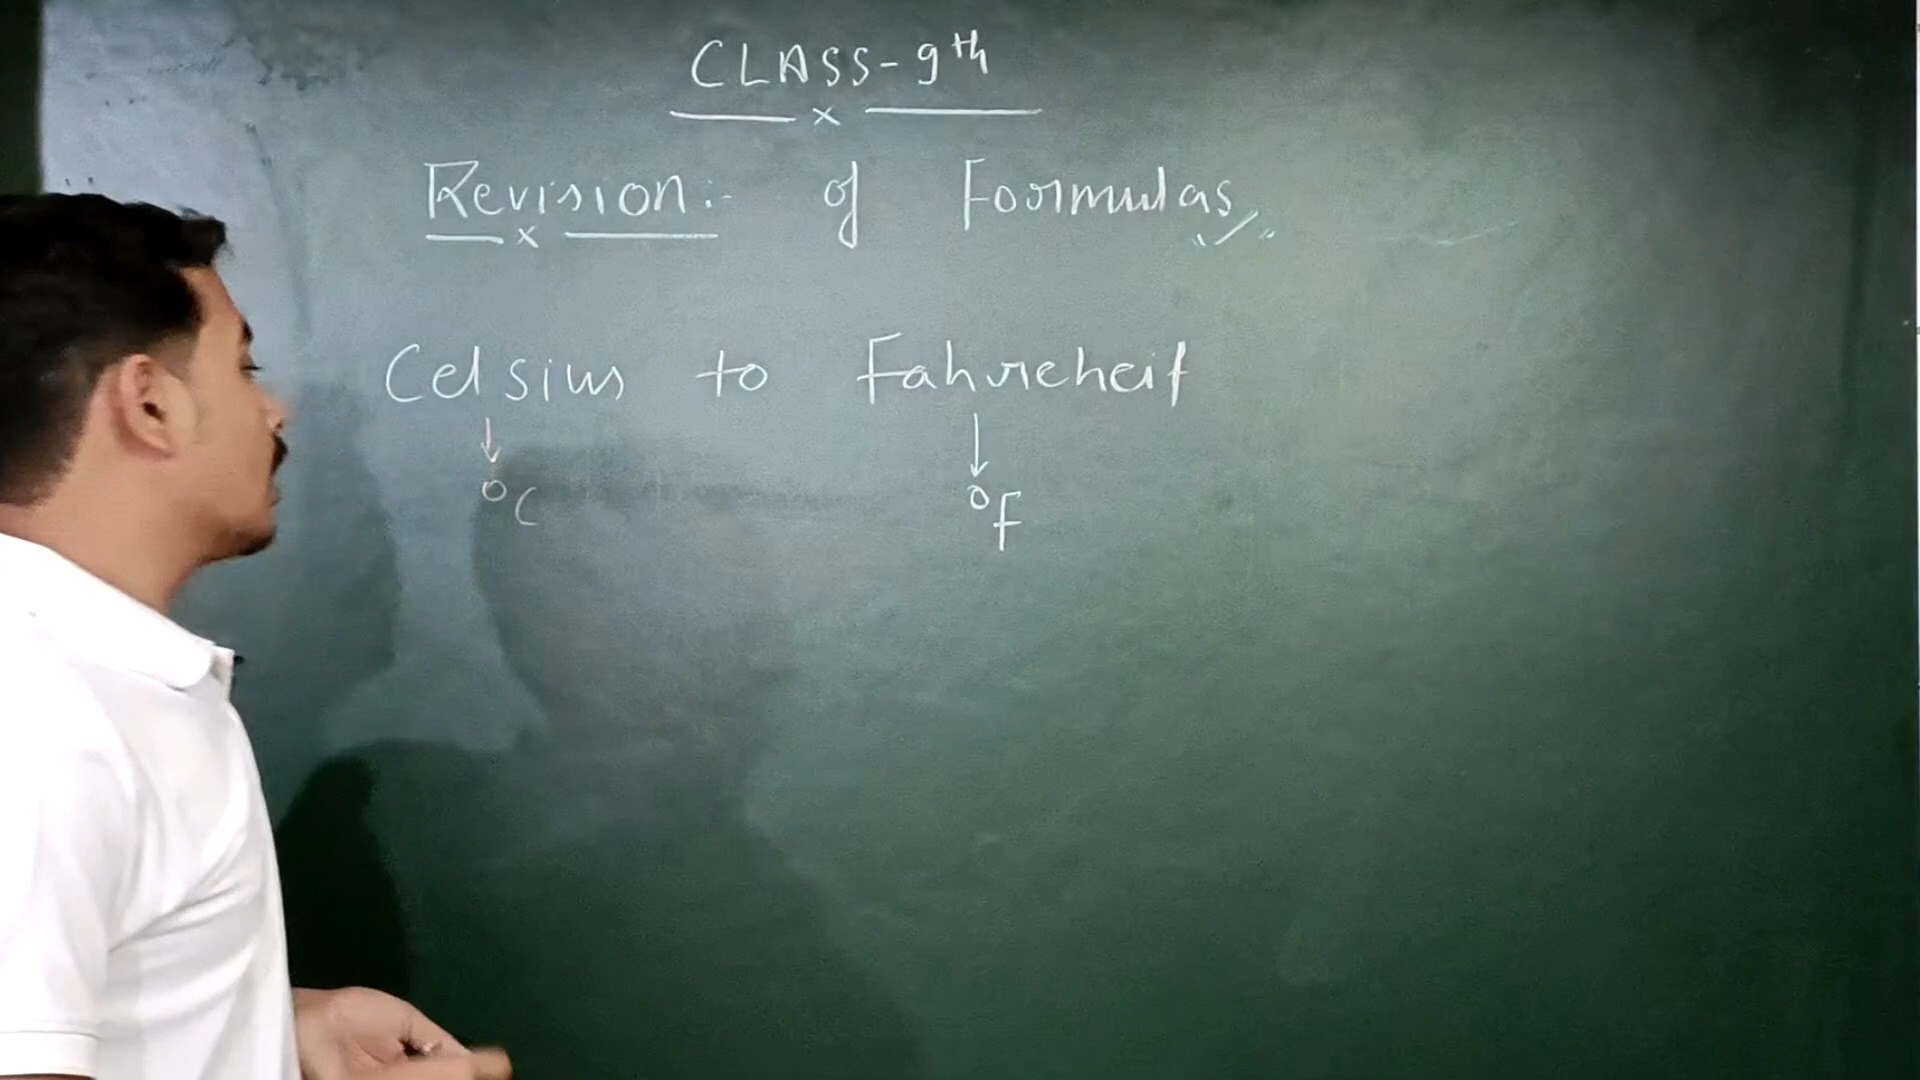 CLASS-9th
Revision:- of Formulas
Celsius to Fahreheit
°C °F